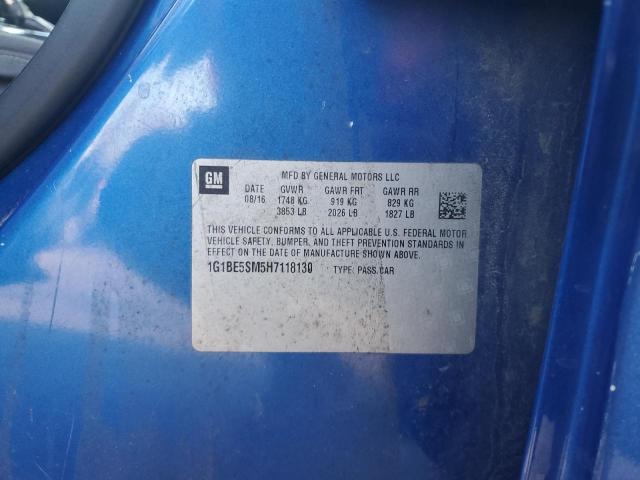 GM
MFD BY GENERAL MOTORS LLC
DATE GVWR GAWR FRT GAWR RR
08/16 1748 KG 919 KG 829 KG
3853 LB 2026 LB 1827 LB
THIS VEHICLE CONFORMS TO ALL APPLICABLE U.S. FEDERAL MOTOR
VEHICLE SAFETY, BUMPER, AND THEFT PREVENTION STANDARDS IN
EFFECT ON THE DATE OF MANUFACTURE SHOWN ABOVE.
1G1BE5SM5H7118130 TYPE: PASS.CAR